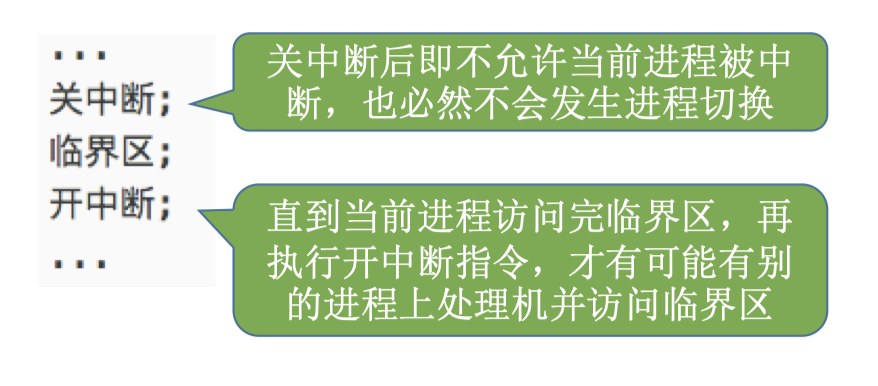 ...
关中断;
临界区;
开中断;
...
关中断后即不允许当前进程被中
断，也必然不会发生进程切换
直到当前进程访问完临界区，再
执行开中断指令，才有可能有别
的进程上处理机并访问临界区